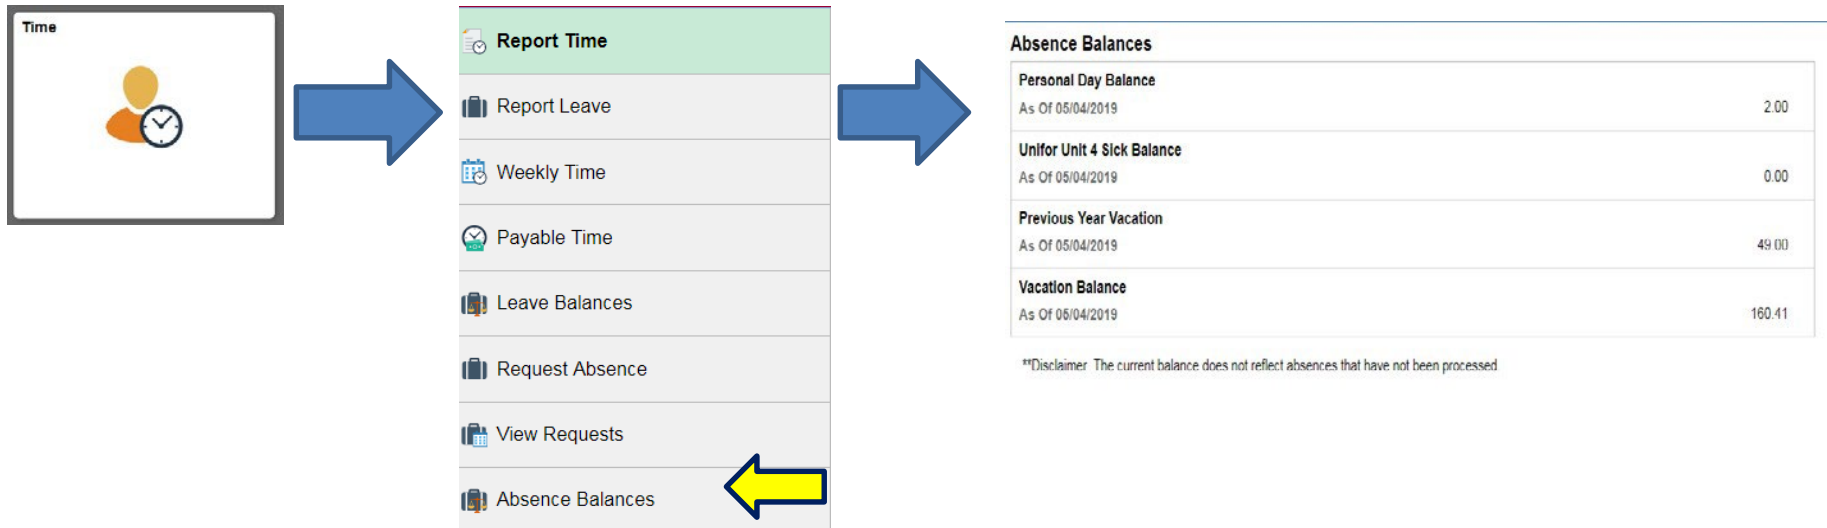 Time
Report Time
Report Leave
Weekly Time
Payable Time
Leave Balances
Request Absence
View Requests
Absence Balances
Absence Balances
Personal Day Balance
As Of 05/04/2019
2.00
Unifor Unit 4 Sick Balance
As Of 05/04/2019
0.00
Previous Year Vacation
As Of 05/04/2019
49.00
Vacation Balance
As Of 05/04/2019
160.41
**Disclaimer The current balance does not reflect absences that have not been processed.